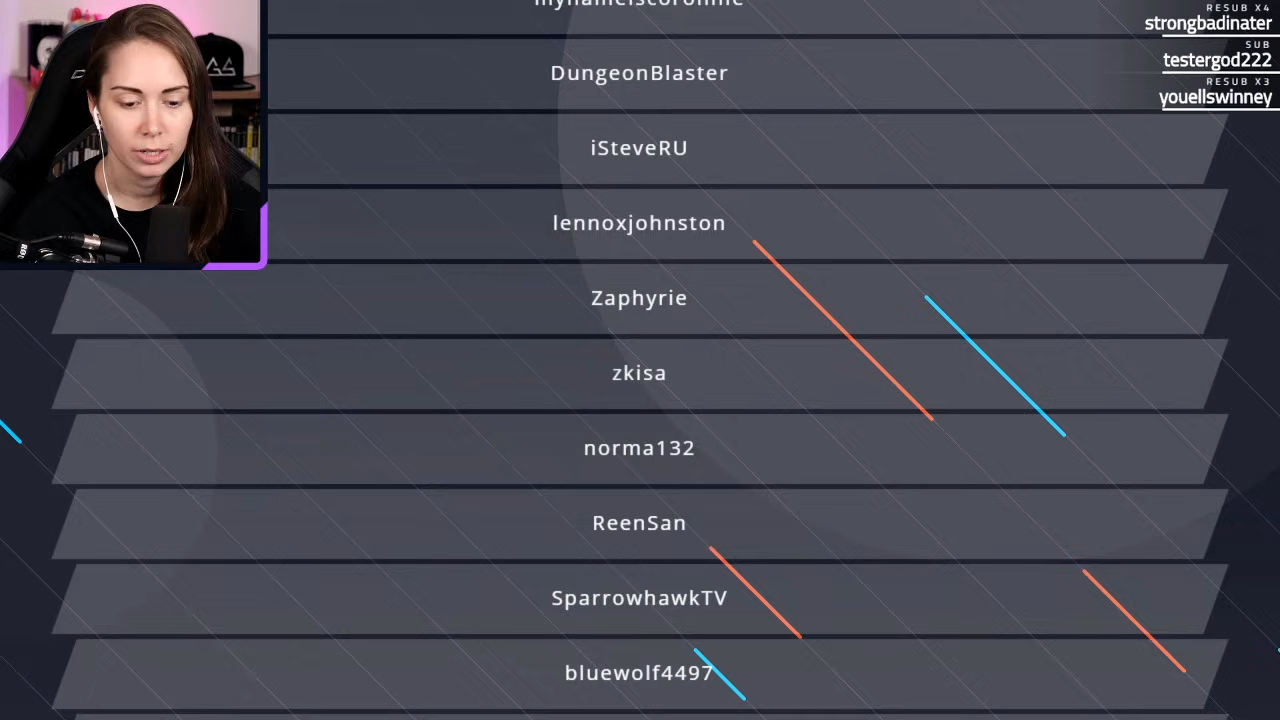 RESUB X4
strongbadinater
SUB
testergod222
RESUB X3
youellswinney
DungeonBlaster
iSteveRU
lennoxjohnston
Zaphyrie
zkisa
norma132
ReenSan
SparrowhawkTV
bluewolf4497